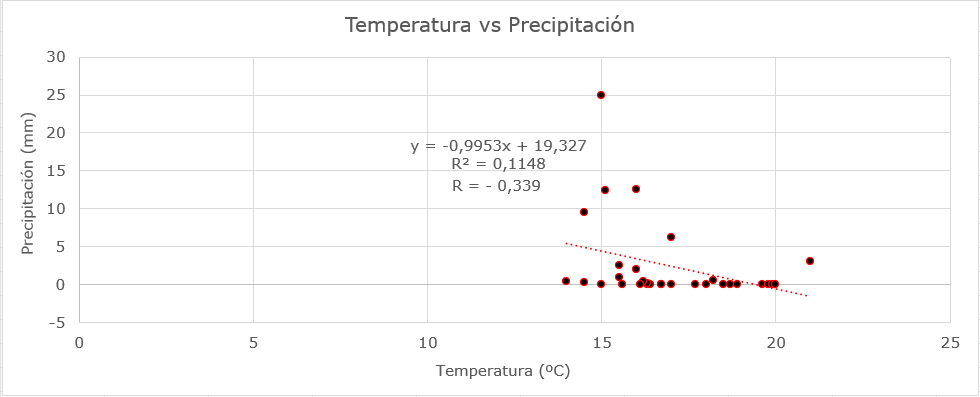 Temperatura vs Precipitación
30
25
20
15
10
5
0
-5
Precipitación (mm)
y = -0,9953x + 19,327
R² = 0,1148
R = - 0,339
0 5 10 15 20 25
Temperatura (ºC)